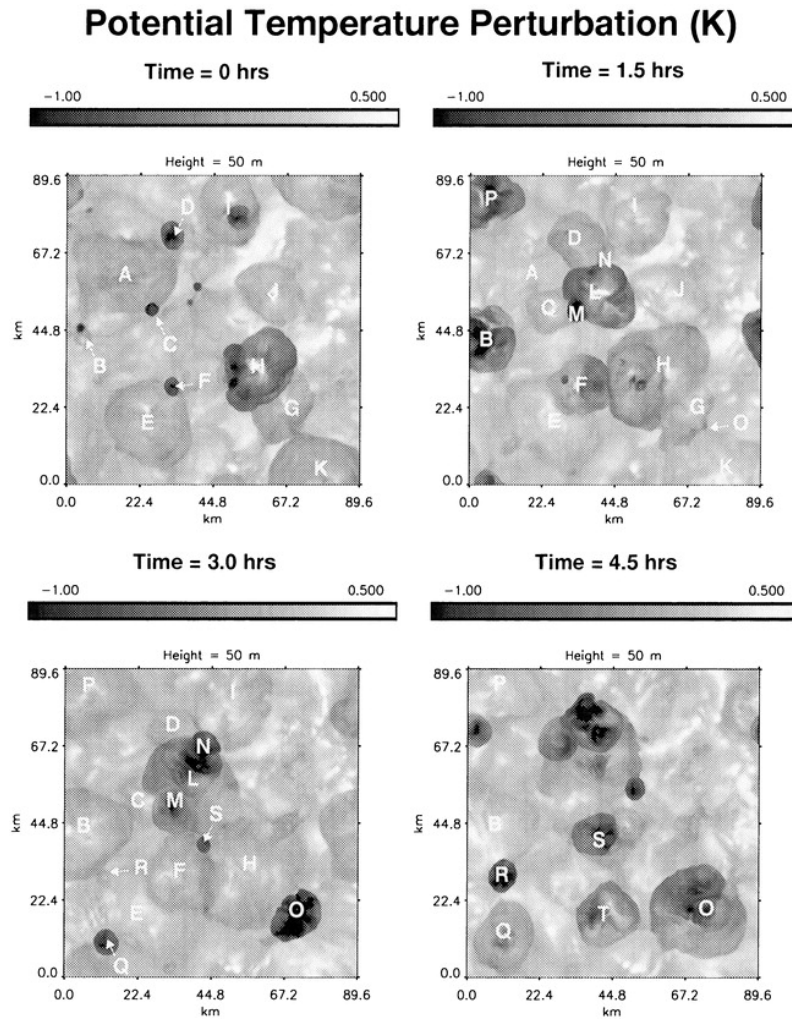 Potential Temperature Perturbation (K)
Time = 0 hrs
-1.00 0.500
Height = 50 m
89.6
67.2
44.8
22.4
0.0
km
0.0 22.4 44.8 67.2 89.6
km
D I
A J
C
B
F H
E G
K
Time = 1.5 hrs
-1.00 0.500
Height = 50 m
89.6
67.2
44.8
22.4
0.0
km
0.0 22.4 44.8 67.2 89.6
km
P I
D
N
A L J
Q M
B
F H
E G O
K
Time = 3.0 hrs
-1.00 0.500
Height = 50 m
89.6
67.2
44.8
22.4
0.0
km
0.0 22.4 44.8 67.2 89.6
km
P I
D
N
L
C M S
B
R F H
E O
Q
Time = 4.5 hrs
-1.00 0.500
Height = 50 m
89.6
67.2
44.8
22.4
0.0
km
0.0 22.4 44.8 67.2 89.6
km
P
B S
R
Q T O